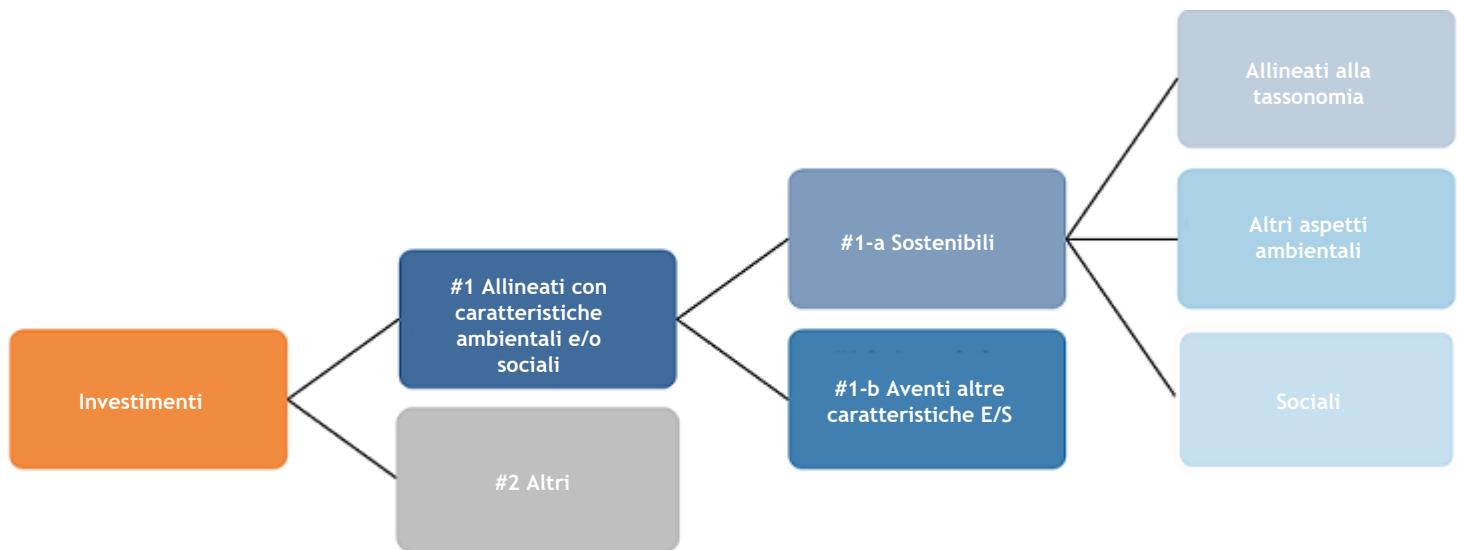 Investimenti
#1 Allineati con
caratteristiche
ambientali e/o
sociali
#2 Altri
#1-a Sostenibili
#1-b Aventi altre
caratteristiche E/S
Allineati alla
tassonomia
Altri aspetti
ambientali
Sociali